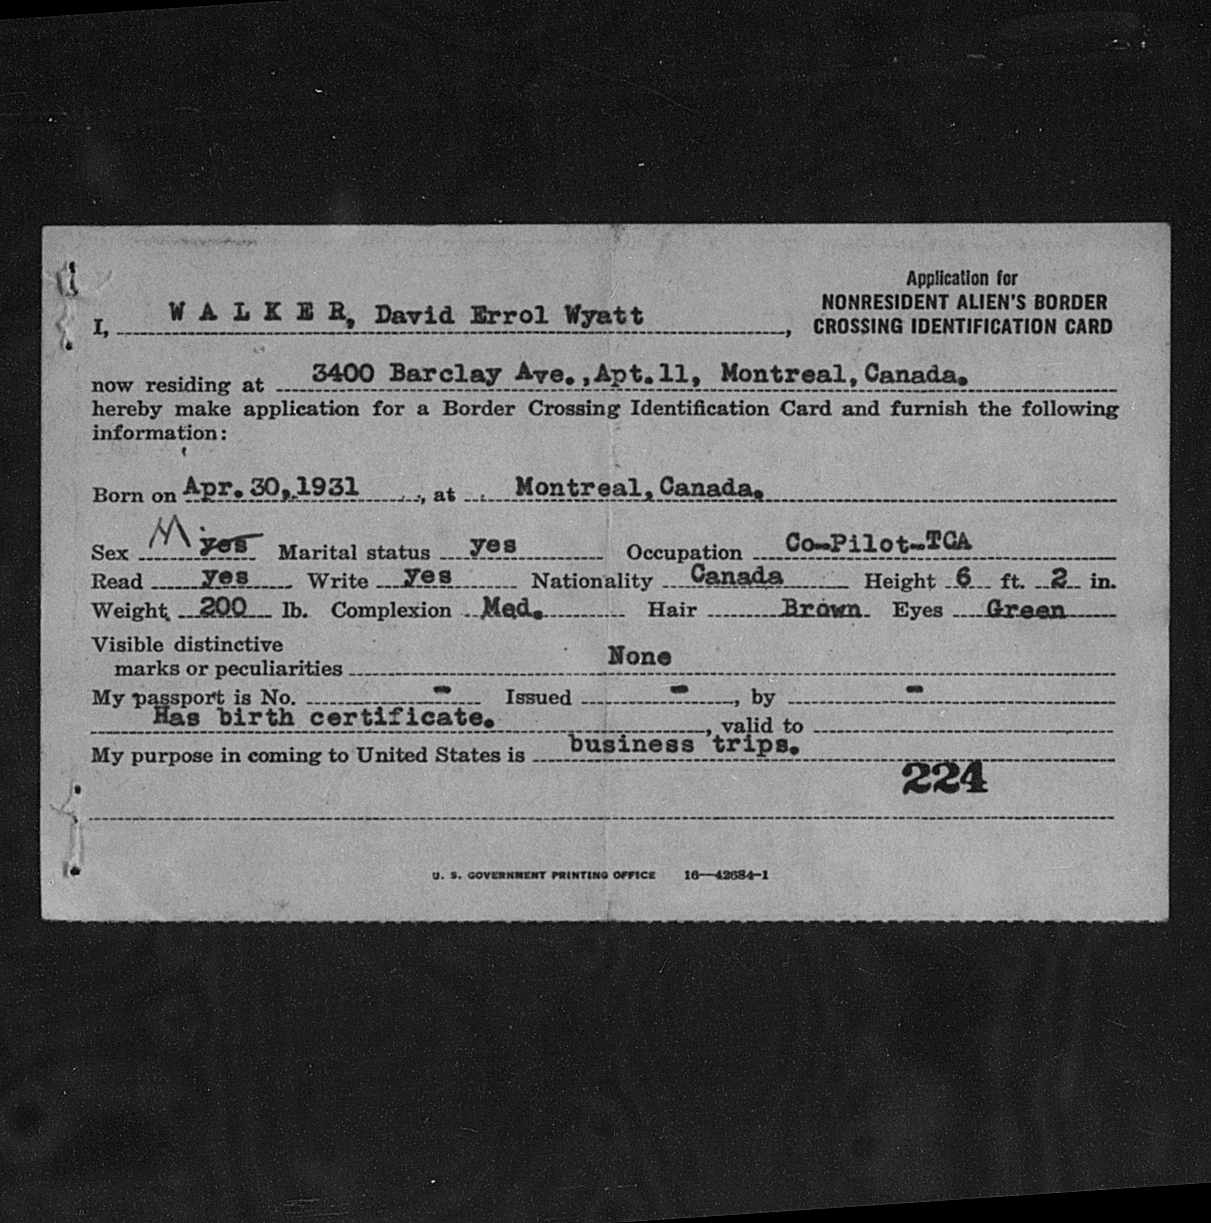 Application for
NONRESIDENT ALIEN'S BORDER
CROSSING IDENTIFICATION CARD
I, W A L K E R, David Errol Wyatt,
now residing at 3400 Barclay Ave., Apt. 11, Montreal, Canada.
hereby make application for a Border Crossing Identification Card and furnish the following
information:
Born on Apr. 30, 1931, at Montreal, Canada.
Sex M yes Marital status yes Occupation Co-Pilot-TCA
Read yes Write yes Nationality Canada Height 6 ft. 2 in.
Weight 200 lb. Complexion Med. Hair Brown Eyes Green
Visible distinctive
marks or peculiarities None
My passport is No. - Issued -, by -
Has birth certificate., valid to
My purpose in coming to United States is business trips.
224
U. S. GOVERNMENT PRINTING OFFICE 16—42684-1